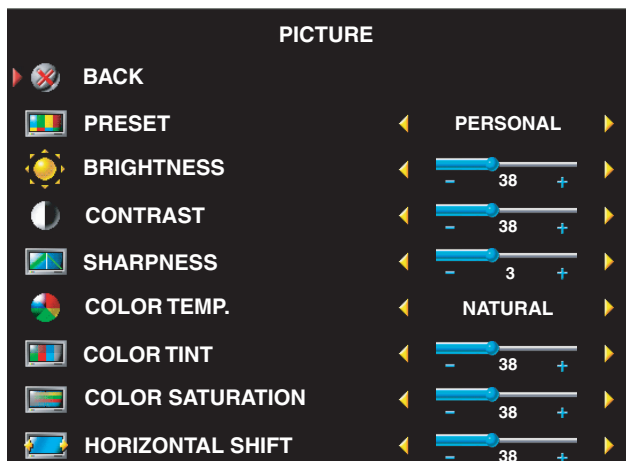 PICTURE
BACK
PRESET PERSONAL
BRIGHTNESS
- 38 +
CONTRAST
- 38 +
SHARPNESS
- 3 +
COLOR TEMP. NATURAL
COLOR TINT
- 38 +
COLOR SATURATION
- 38 +
HORIZONTAL SHIFT
- 38 +